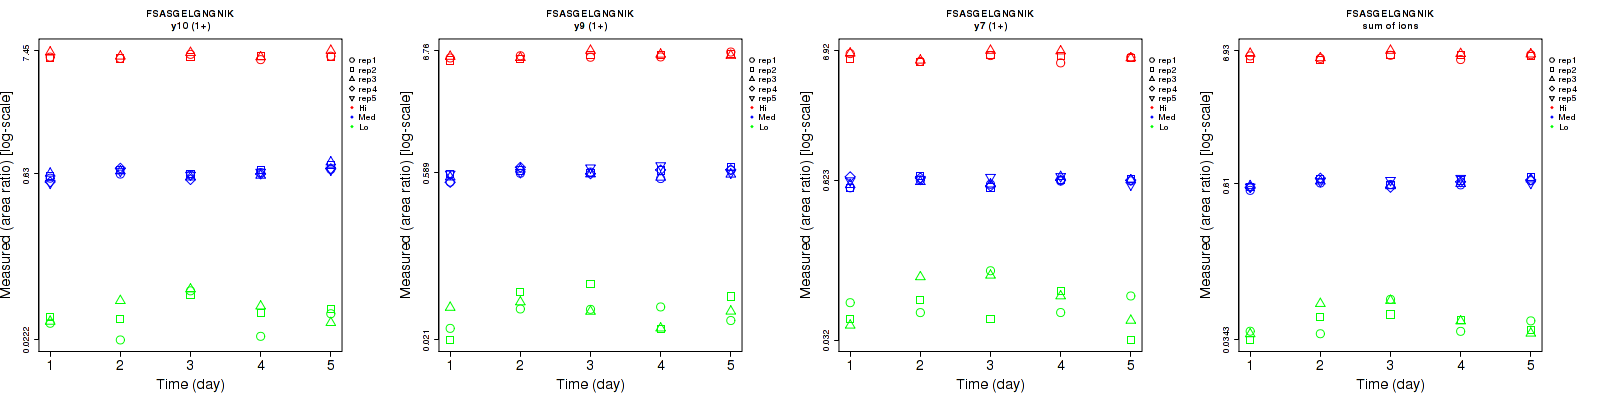 FSASGELGNGNIK
y10 (1+)
Measured (area ratio) [log-scale]
7.45
0.63
0.0222
1 2 3 4 5
Time (day)
rep1
rep2
rep3
rep4
rep5
Hi
Med
Lo
FSASGELGNGNIK
y9 (1+)
Measured (area ratio) [log-scale]
6.76
0.589
0.021
1 2 3 4 5
Time (day)
rep1
rep2
rep3
rep4
rep5
Hi
Med
Lo
FSASGELGNGNIK
y7 (1+)
Measured (area ratio) [log-scale]
6.92
0.623
0.032
1 2 3 4 5
Time (day)
rep1
rep2
rep3
rep4
rep5
Hi
Med
Lo
FSASGELGNGNIK
sum of ions
Measured (area ratio) [log-scale]
6.93
0.61
0.0343
1 2 3 4 5
Time (day)
rep1
rep2
rep3
rep4
rep5
Hi
Med
Lo